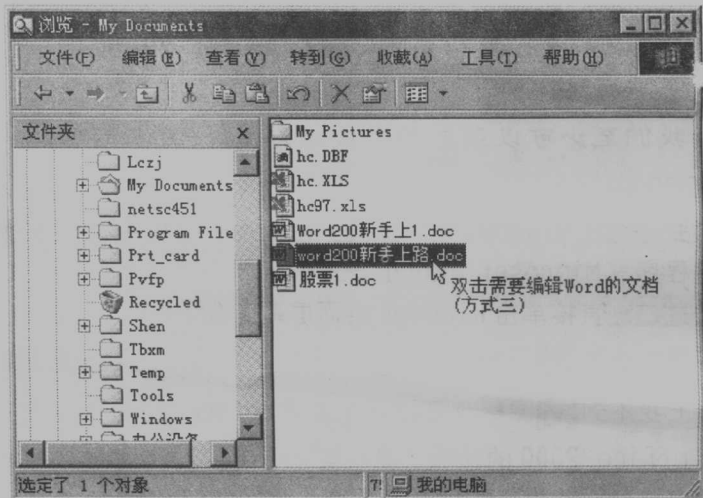 浏览 - My Documents
文件(F) 编辑(E) 查看(V) 转到(G) 收藏(A) 工具(T) 帮助(H)
文件夹
Lczj
My Documents
netsc451
Program File
Prt_card
Pvfp
Recycled
Shen
Tbxm
Temp
Tools
Windows
办公设备
My Pictures
hc.DBF
hc.XLS
hc97.xls
Word200新手上1.doc
word200新手上路.doc
股票1.doc
双击需要编辑Word的文档
(方式三)
选定了 1 个对象
我的电脑